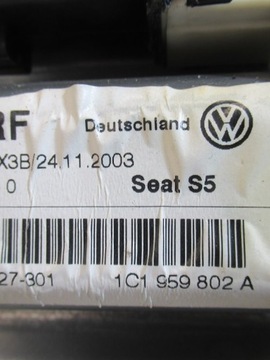 RF Deutschland
X3B/24.11.2003
0 Seat S5
27-301 1C1 959 802 A